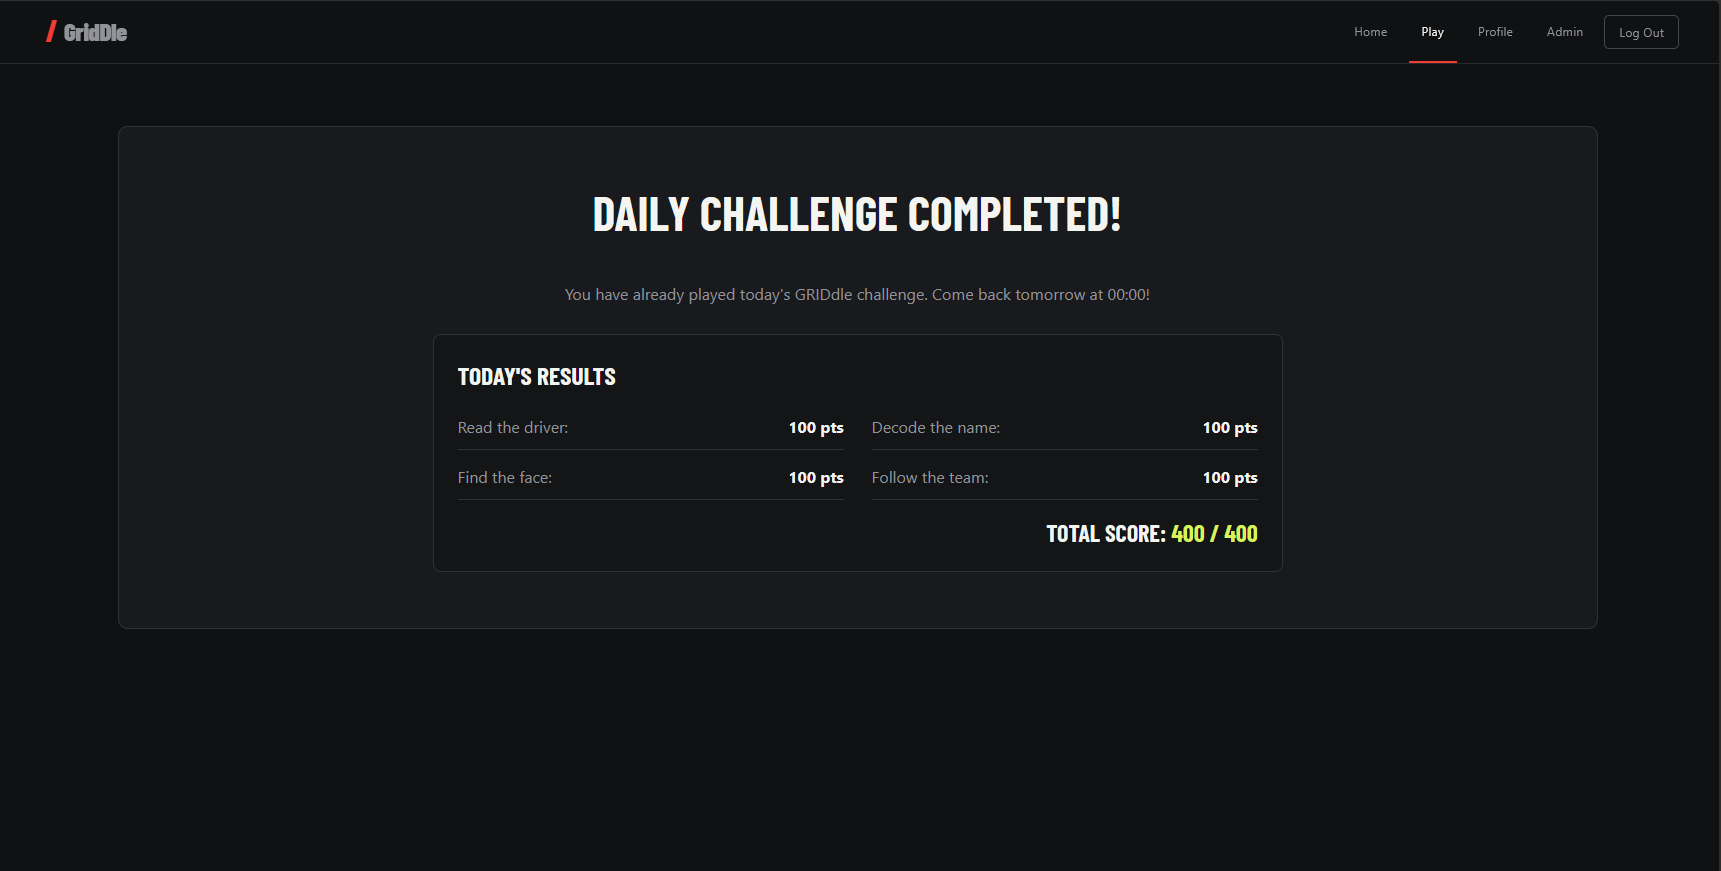 / GridDle
Home Play Profile Admin Log Out
DAILY CHALLENGE COMPLETED!
You have already played today's GRIDdle challenge. Come back tomorrow at 00:00!
TODAY'S RESULTS
Read the driver: 100 pts Decode the name: 100 pts
Find the face: 100 pts Follow the team: 100 pts
TOTAL SCORE: 400 / 400